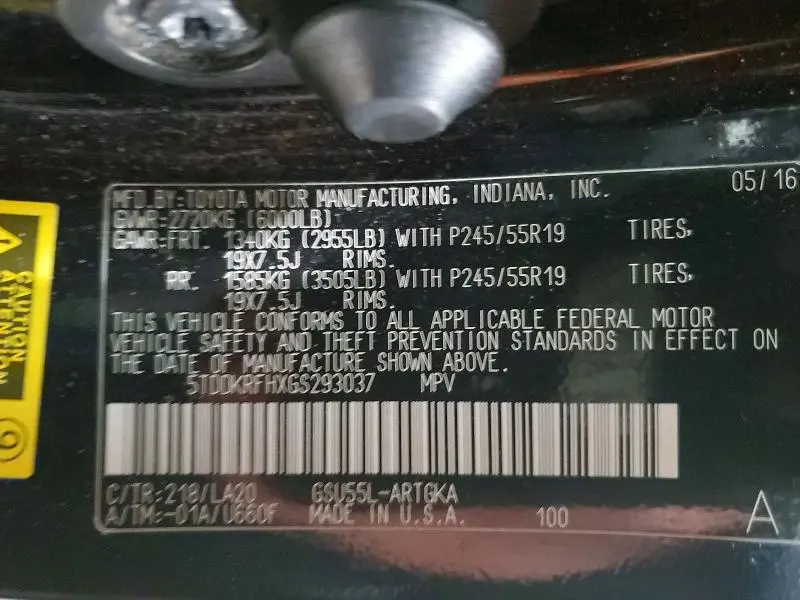 05/16
MFD.BY:TOYOTA MOTOR MANUFACTURING, INDIANA, INC.
GVWR:2720KG (6000LB)
GAWR:FRT. 1340KG (2955LB) WITH P245/55R19 TIRES,
19X7.5J RIMS.
RR. 1585KG (3505LB) WITH P245/55R19 TIRES,
19X7.5J RIMS.
THIS VEHICLE CONFORMS TO ALL APPLICABLE FEDERAL MOTOR
VEHICLE SAFETY AND THEFT PREVENTION STANDARDS IN EFFECT ON
THE DATE OF MANUFACTURE SHOWN ABOVE.
5TDDKRFHXGS293037 MPV
C/TR:218/LA20 GSU55L-ARTGKA
A/TM:-01A/U660F MADE IN U.S.A. 100
A
CAUTION
ATTENTION